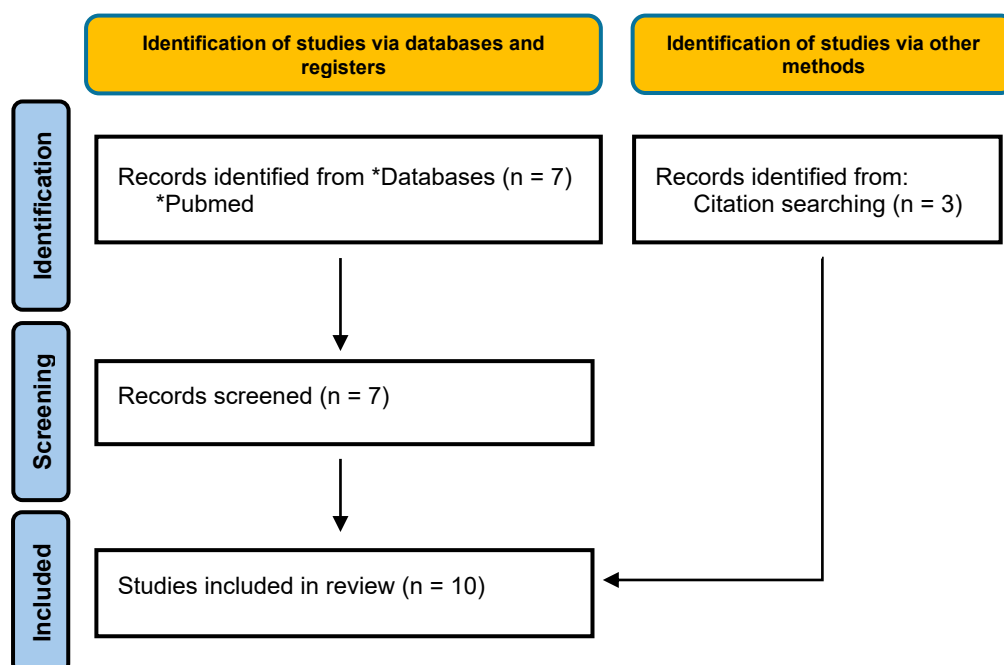 Identification of studies via databases and
registers
Identification of studies via other
methods
Identification
Records identified from *Databases (n = 7)
*Pubmed
Records identified from:
Citation searching (n = 3)
Screening
Records screened (n = 7)
Included
Studies included in review (n = 10)